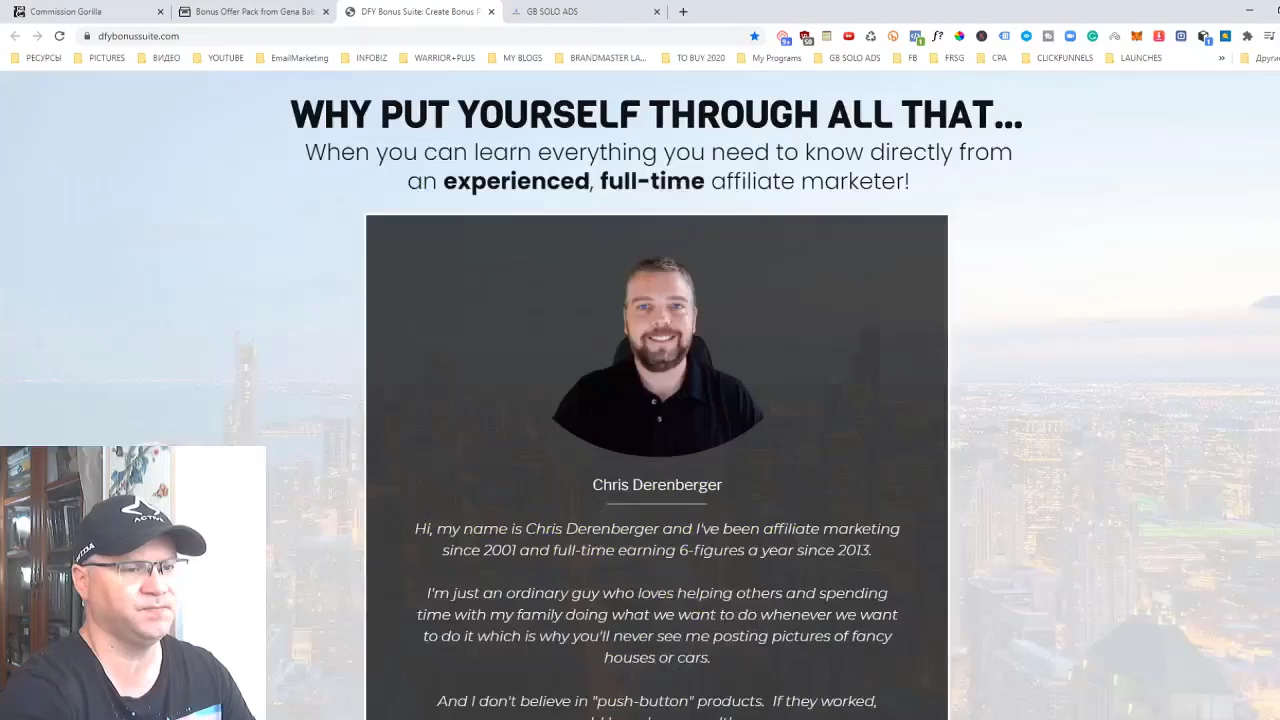 Commission Gorilla
Bonus Offer Pack from Gena Bab
DFY Bonus Suite: Create Bonus P
GB SOLO ADS
dfybonussuite.com
РЕСУРСЫ PICTURES ВИДЕО YOUTUBE EmailMarketing INFOBIZ WARRIOR+PLUS MY BLOGS BRANDMASTER LA... TO BUY 2020 My Programs GB SOLO ADS FB FRSG CPA CLICKFUNNELS LAUNCHES » Други
WHY PUT YOURSELF THROUGH ALL THAT...
When you can learn everything you need to know directly from
an experienced, full-time affiliate marketer!
Chris Derenberger
Hi, my name is Chris Derenberger and I've been affiliate marketing
since 2001 and full-time earning 6-figures a year since 2013.
I'm just an ordinary guy who loves helping others and spending
time with my family doing what we want to do whenever we want
to do it which is why you'll never see me posting pictures of fancy
houses or cars.
And I don't believe in "push-button" products. If they worked,
ACTIVE